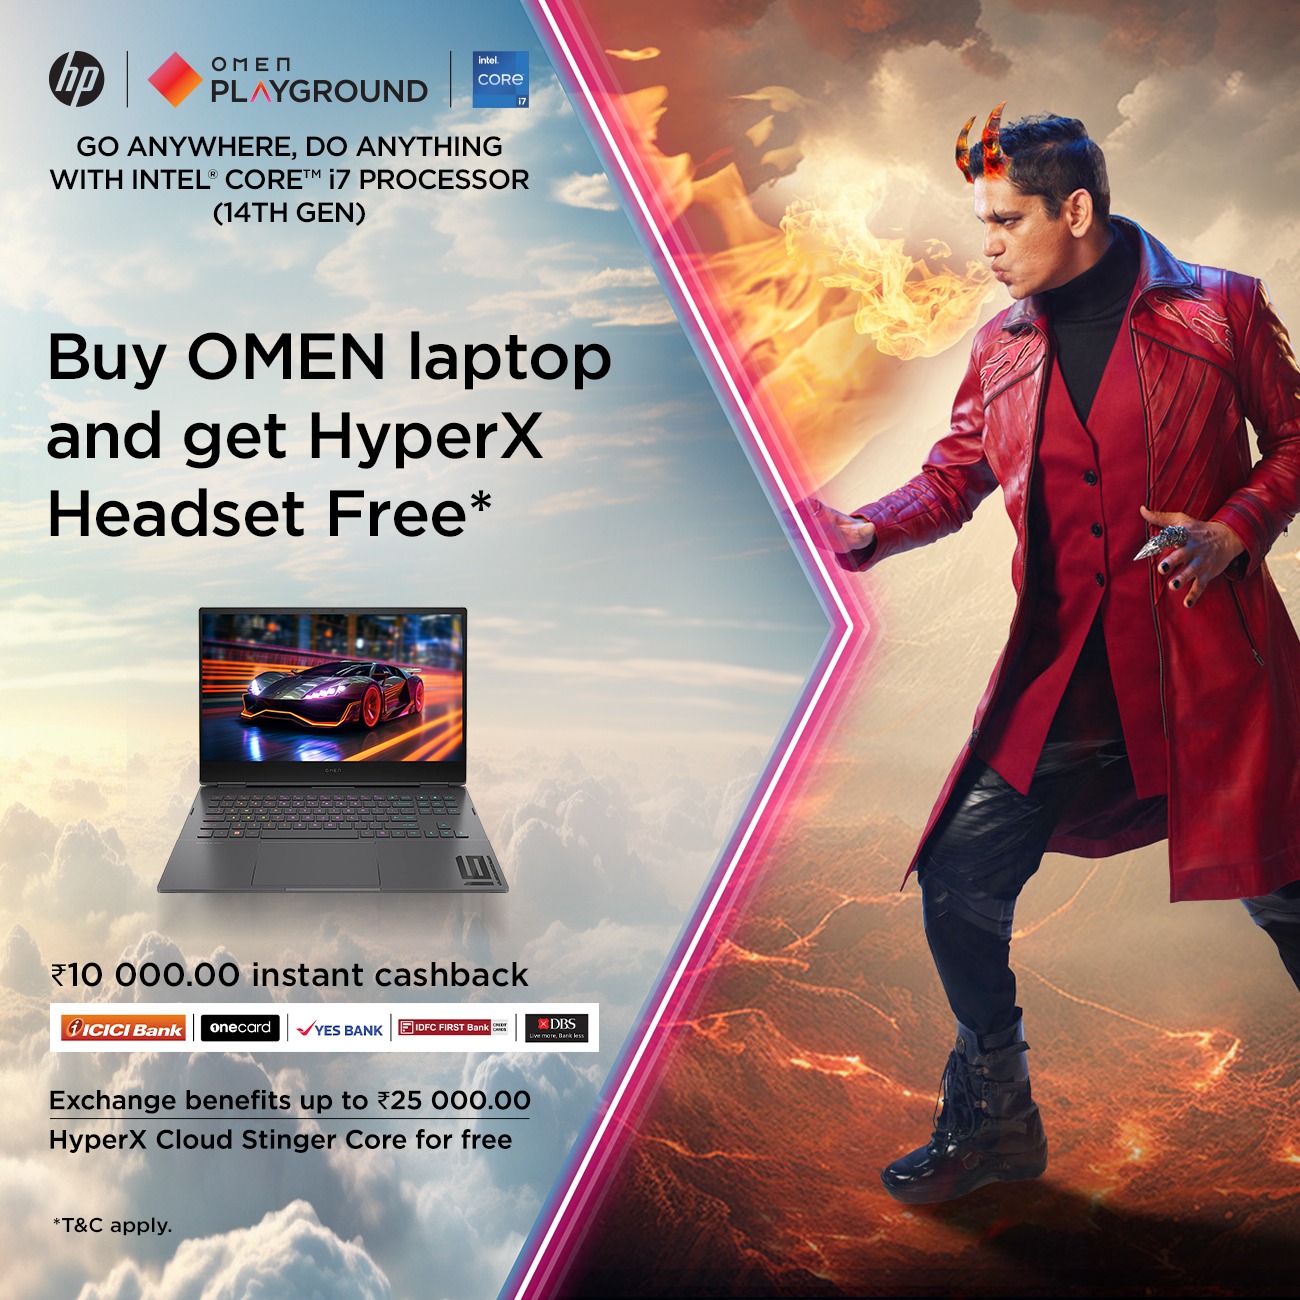 hp
OMEN
PLAYGROUND
intel.
CORE
i7
GO ANYWHERE, DO ANYTHING
WITH INTEL® CORE™ i7 PROCESSOR
(14TH GEN)
Buy OMEN laptop
and get HyperX
Headset Free*
OMEN
₹10 000.00 instant cashback
ICICI Bank
onecard
YES BANK
IDFC FIRST Bank
CREDIT
CARDS
DBS
Live more, Bank less
Exchange benefits up to ₹25 000.00
HyperX Cloud Stinger Core for free
*T&C apply.